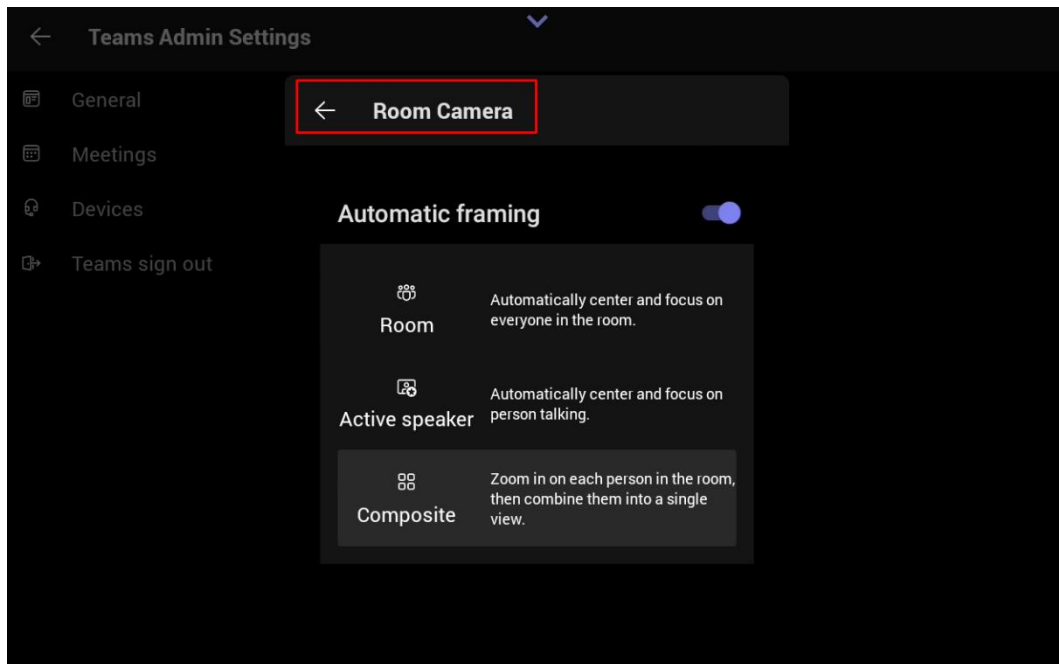 Teams Admin Settings
General
Meetings
Devices
Teams sign out
Room Camera
Automatic framing
Room
Automatically center and focus on
everyone in the room.
Active speaker
Automatically center and focus on
person talking.
Composite
Zoom in on each person in the room,
then combine them into a single
view.